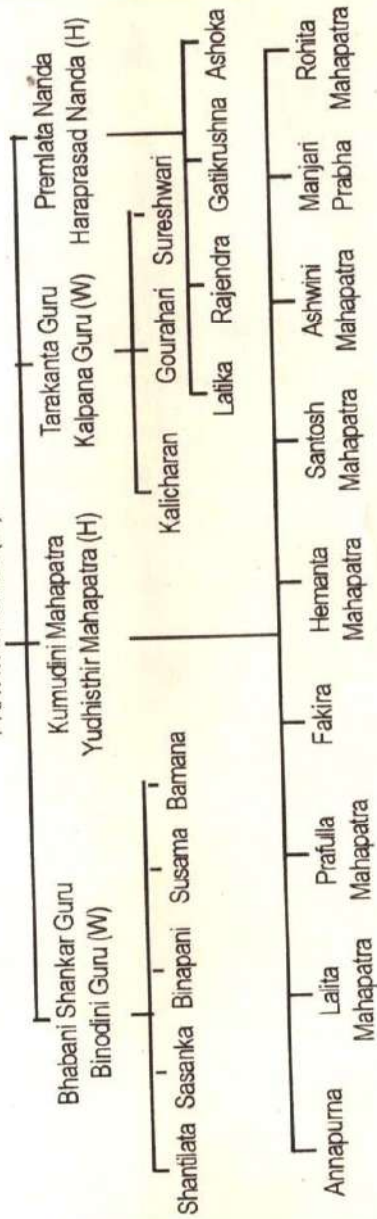 Bhabani Shankar Guru
Binodini Guru (W)
Kumudini Mahapatra
Yudhisthir Mahapatra (H)
Tarakanta Guru
Kalpana Guru (W)
Premlata Nanda
Haraprasad Nanda (H)
Shantilata Sasanka Binapani Susama Bamana
Kalicharan Gourahari Sureshwari
Latika Rajendra Gatikrushna Ashoka
Annapurna
Lalita
Mahapatra
Prafulla
Mahapatra
Fakira
Hemanta
Mahapatra
Santosh
Mahapatra
Ashwini
Mahapatra
Manjari
Prabha
Rohita
Mahapatra